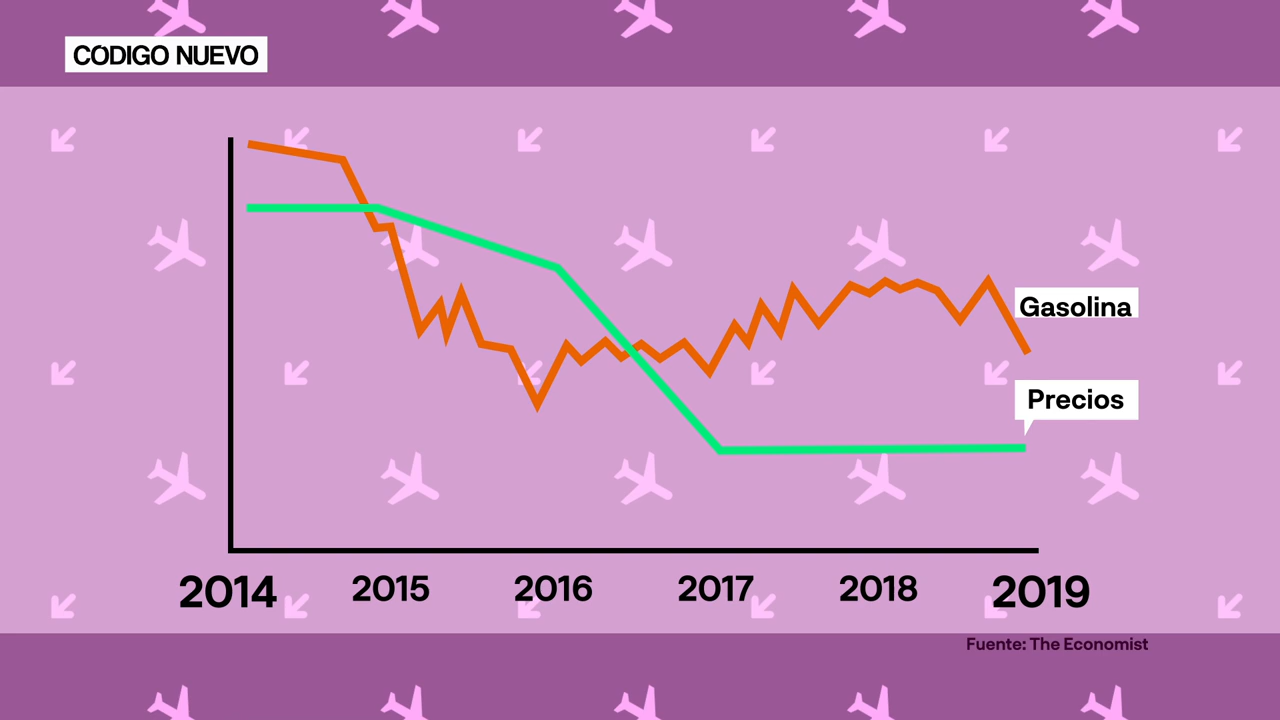 CÓDIGO NUEVO
Gasolina
Precios
2014 2015 2016 2017 2018 2019
Fuente: The Economist